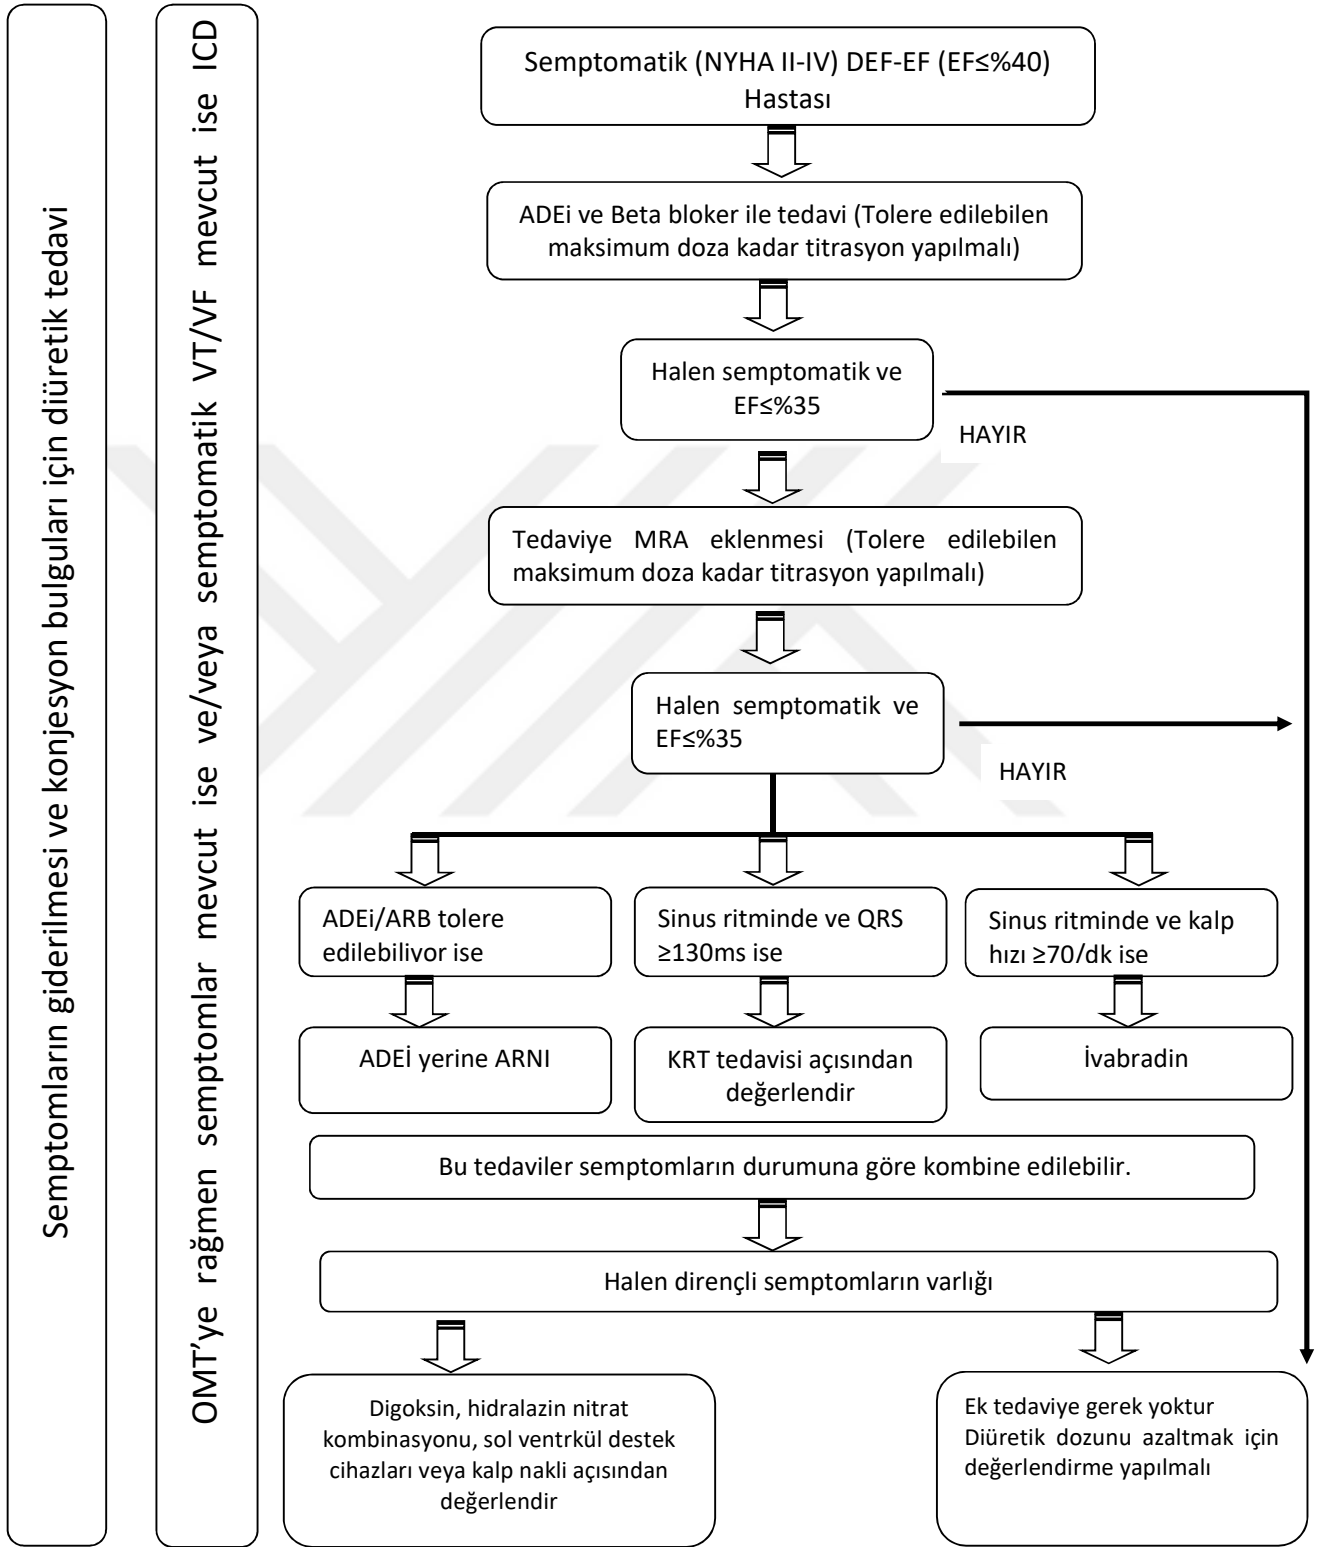 Semptomların giderilmesi ve konjesyon bulguları için diüretik tedavi
OMT'ye rağmen semptomlar mevcut ise ve/veya semptomatik VT/VF mevcut ise ICD
Semptomatik (NYHA II-IV) DEF-EF (EF≤%40)
Hastası
ADEi ve Beta bloker ile tedavi (Tolere edilebilen
maksimum doza kadar titrasyon yapılmalı)
Halen semptomatik ve
EF≤%35
HAYIR
Tedaviye MRA eklenmesi (Tolere edilebilen
maksimum doza kadar titrasyon yapılmalı)
Halen semptomatik ve
EF≤%35
HAYIR
ADEi/ARB tolere
edilebiliyor ise
Sinus ritminde ve QRS
≥130ms ise
Sinus ritminde ve kalp
hızı ≥70/dk ise
ADEİ yerine ARNI
KRT tedavisi açısından
değerlendir
İvabradin
Bu tedaviler semptomların durumuna göre kombine edilebilir.
Halen dirençli semptomların varlığı
Digoksin, hidralazin nitrat
kombinasyonu, sol ventrkül destek
cihazları veya kalp nakli açısından
değerlendir
Ek tedaviye gerek yoktur
Diüretik dozunu azaltmak için
değerlendirme yapılmalı